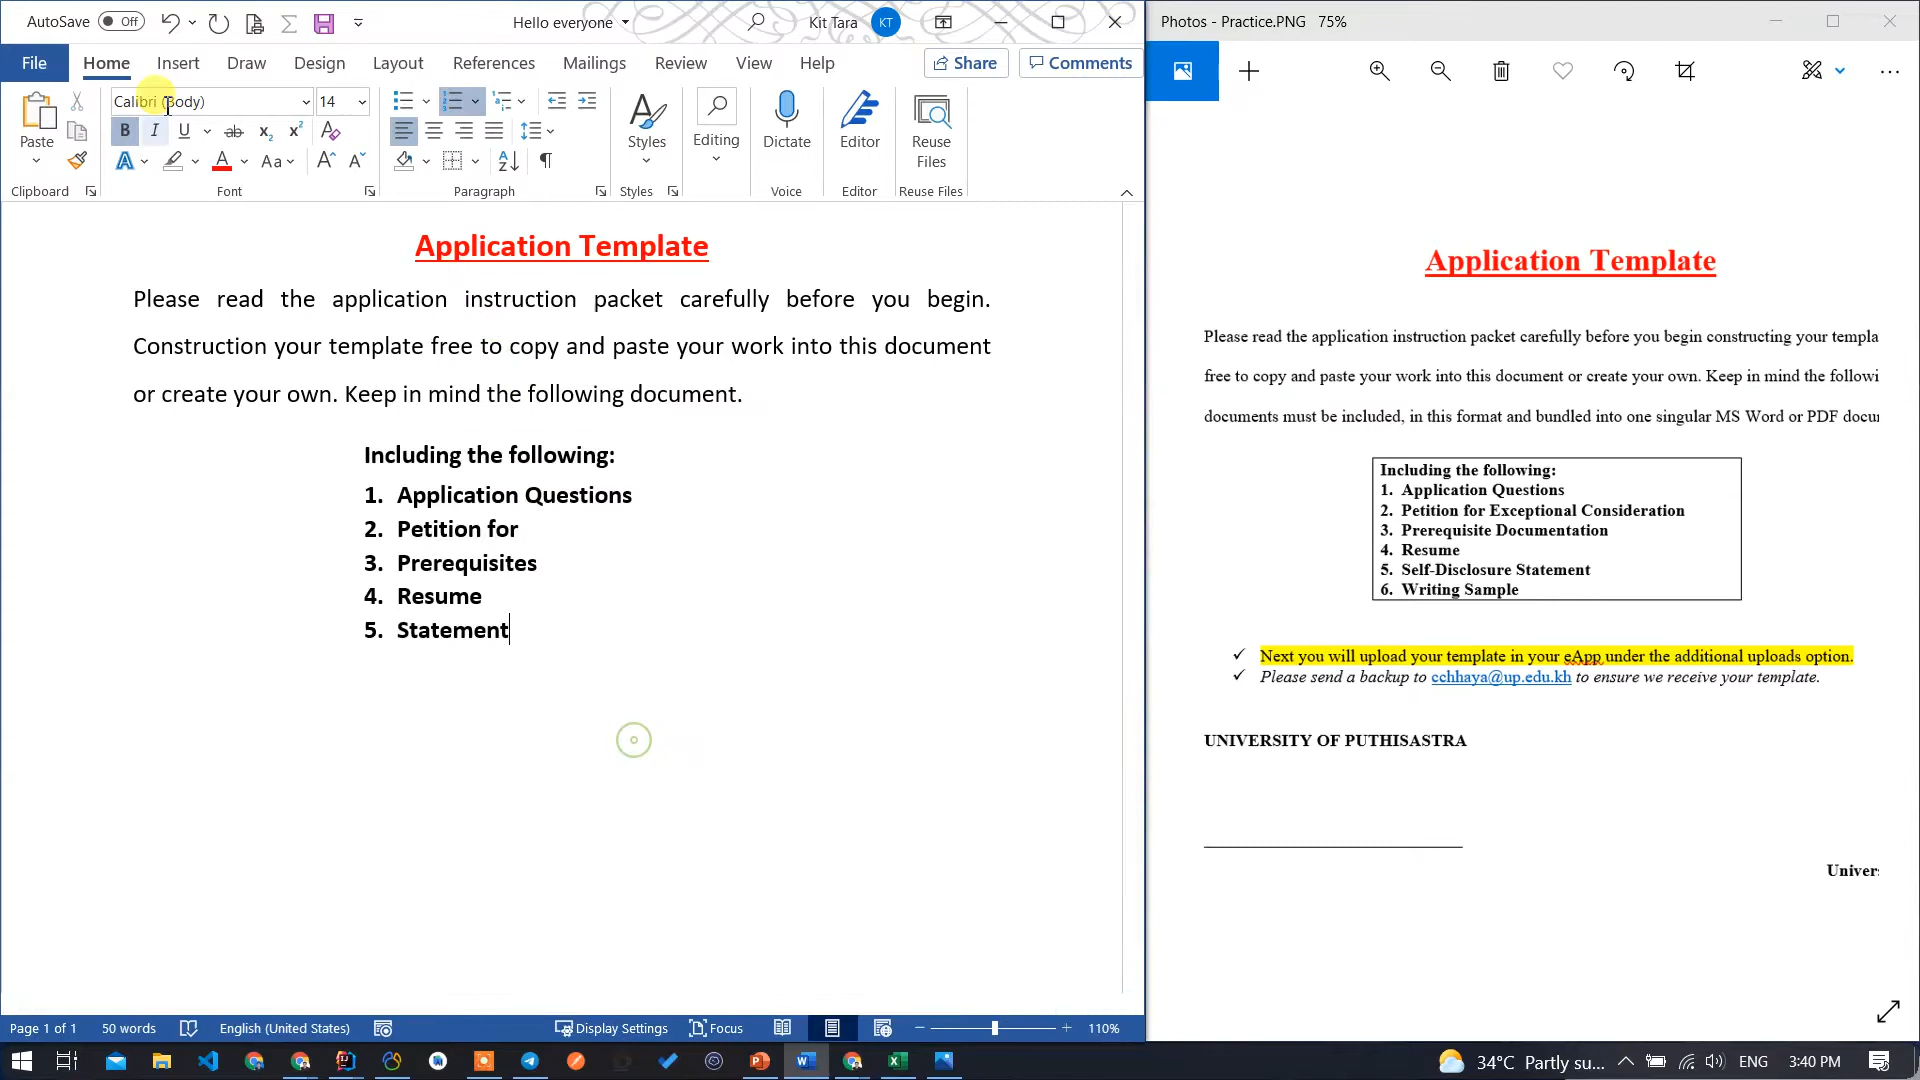 AutoSave Off Hello everyone Kit Tara KT
File Home Insert Draw Design Layout References Mailings Review View Help Share Comments
Calibri (Body) 14
Paste
Styles Editing Dictate Editor Reuse Files
Clipboard Font Paragraph Styles Voice Editor Reuse Files
Application Template
Please read the application instruction packet carefully before you begin.
Construction your template free to copy and paste your work into this document
or create your own. Keep in mind the following document.
Including the following:
1. Application Questions
2. Petition for
3. Prerequisites
4. Resume
5. Statement
Page 1 of 1 50 words English (United States) Display Settings Focus 110%
Photos - Practice.PNG 75%
Application Template
Please read the application instruction packet carefully before you begin constructing your templa
free to copy and paste your work into this document or create your own. Keep in mind the followi
documents must be included, in this format and bundled into one singular MS Word or PDF docu
Including the following:
1. Application Questions
2. Petition for Exceptional Consideration
3. Prerequisite Documentation
4. Resume
5. Self-Disclosure Statement
6. Writing Sample
✓ Next you will upload your template in your eApp under the additional uploads option.
✓ Please send a backup to cchhaya@up.edu.kh to ensure we receive your template.
UNIVERSITY OF PUTHISASTRA
Univers
34°C Partly su... ENG 3:40 PM